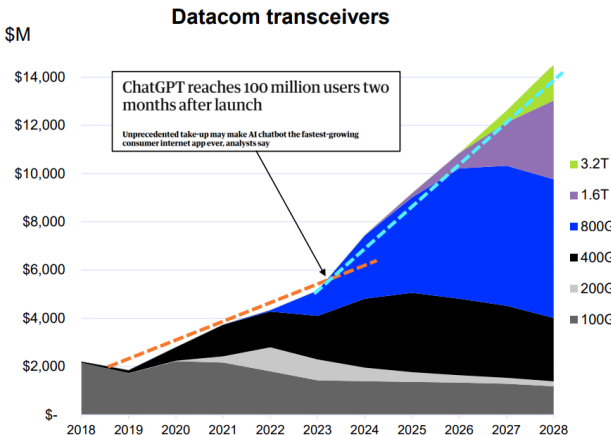 Datacom transceivers
$M
$14,000
ChatGPT reaches 100 million users two
months after launch
Unprecedented take-up may make AI chatbot the fastest-growing
consumer internet app ever, analysts say
$12,000
$10,000
$8,000
$6,000
$4,000
$2,000
$-
2018 2019 2020 2021 2022 2023 2024 2025 2026 2027 2028
3.2T
1.6T
800G
400G
200G
100G